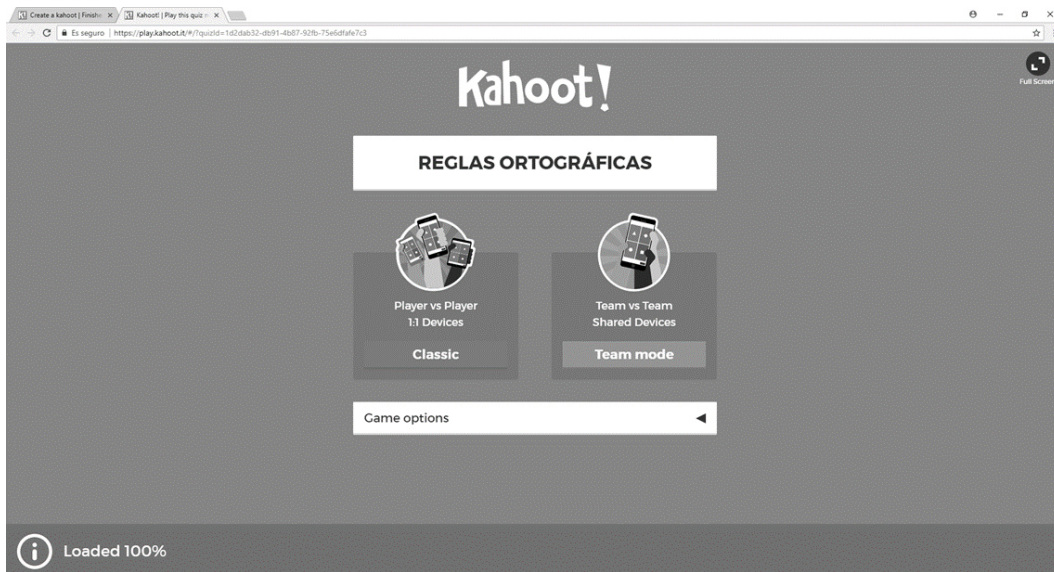 Create a kahoot | Finishe
Kahoot! | Play this quiz n
Es seguro | https://play.kahoot.it/#/?quizId=1d2dab32-db91-4b87-92fb-75e6dfafe7c3
Kahoot!
Full Screen
REGLAS ORTOGRÁFICAS
Player vs Player
1:1 Devices
Classic
Team vs Team
Shared Devices
Team mode
Game options
Loaded 100%